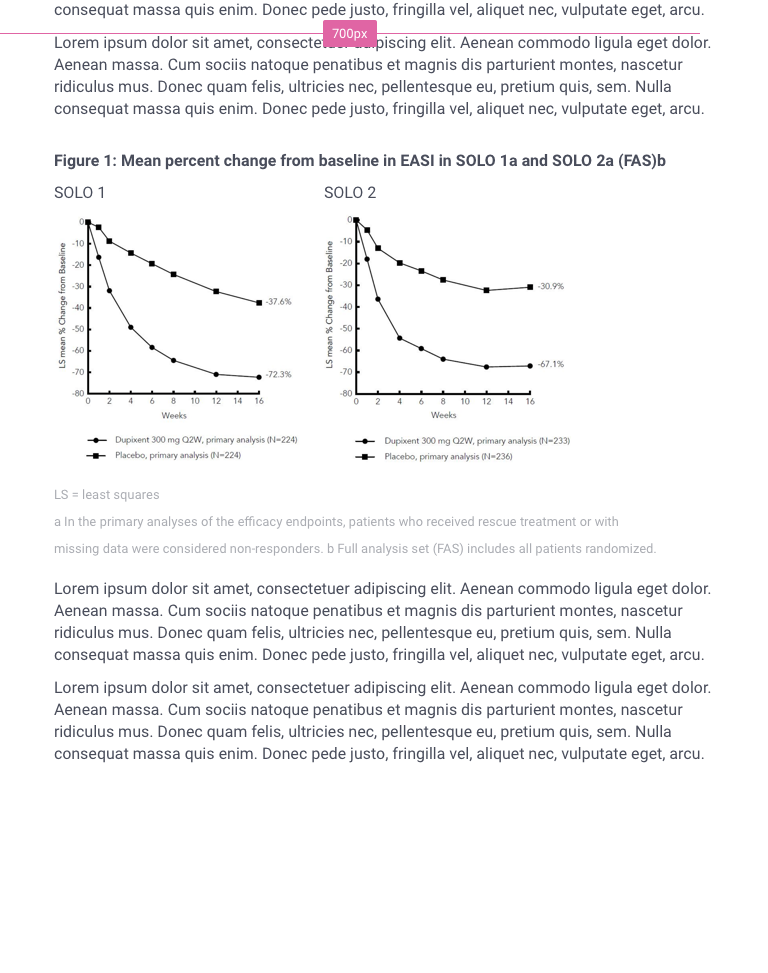 consequat massa quis enim. Donec pede justo, fringilla vel, aliquet nec, vulputate eget, arcu.
700px
Lorem ipsum dolor sit amet, consectetuer adipiscing elit. Aenean commodo ligula eget dolor.
Aenean massa. Cum sociis natoque penatibus et magnis dis parturient montes, nascetur
ridiculus mus. Donec quam felis, ultricies nec, pellentesque eu, pretium quis, sem. Nulla
consequat massa quis enim. Donec pede justo, fringilla vel, aliquet nec, vulputate eget, arcu.
Figure 1: Mean percent change from baseline in EASI in SOLO 1a and SOLO 2a (FAS)b
SOLO 1
LS mean % Change from Baseline
0
-10
-20
-30
-40
-50
-60
-70
-80
-37.6%
-72.3%
0 2 4 6 8 10 12 14 16
Weeks
Dupixent 300 mg Q2W, primary analysis (N=224)
Placebo, primary analysis (N=224)
SOLO 2
LS mean % Change from Baseline
0
-10
-20
-30
-40
-50
-60
-70
-80
-30.9%
-67.1%
0 2 4 6 8 10 12 14 16
Weeks
Dupixent 300 mg Q2W, primary analysis (N=233)
Placebo, primary analysis (N=236)
LS = least squares
a In the primary analyses of the efficacy endpoints, patients who received rescue treatment or with
missing data were considered non-responders. b Full analysis set (FAS) includes all patients randomized.
Lorem ipsum dolor sit amet, consectetuer adipiscing elit. Aenean commodo ligula eget dolor.
Aenean massa. Cum sociis natoque penatibus et magnis dis parturient montes, nascetur
ridiculus mus. Donec quam felis, ultricies nec, pellentesque eu, pretium quis, sem. Nulla
consequat massa quis enim. Donec pede justo, fringilla vel, aliquet nec, vulputate eget, arcu.
Lorem ipsum dolor sit amet, consectetuer adipiscing elit. Aenean commodo ligula eget dolor.
Aenean massa. Cum sociis natoque penatibus et magnis dis parturient montes, nascetur
ridiculus mus. Donec quam felis, ultricies nec, pellentesque eu, pretium quis, sem. Nulla
consequat massa quis enim. Donec pede justo, fringilla vel, aliquet nec, vulputate eget, arcu.